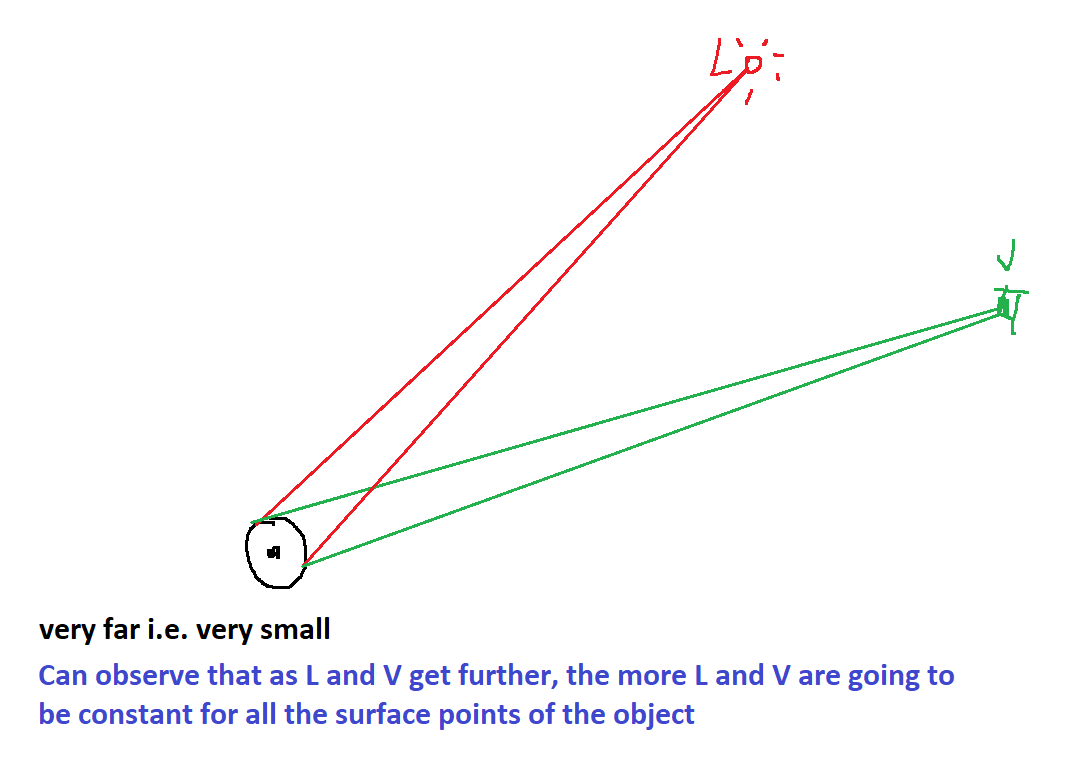 L
V
very far i.e. very small
Can observe that as L and V get further, the more L and V are going to
be constant for all the surface points of the object